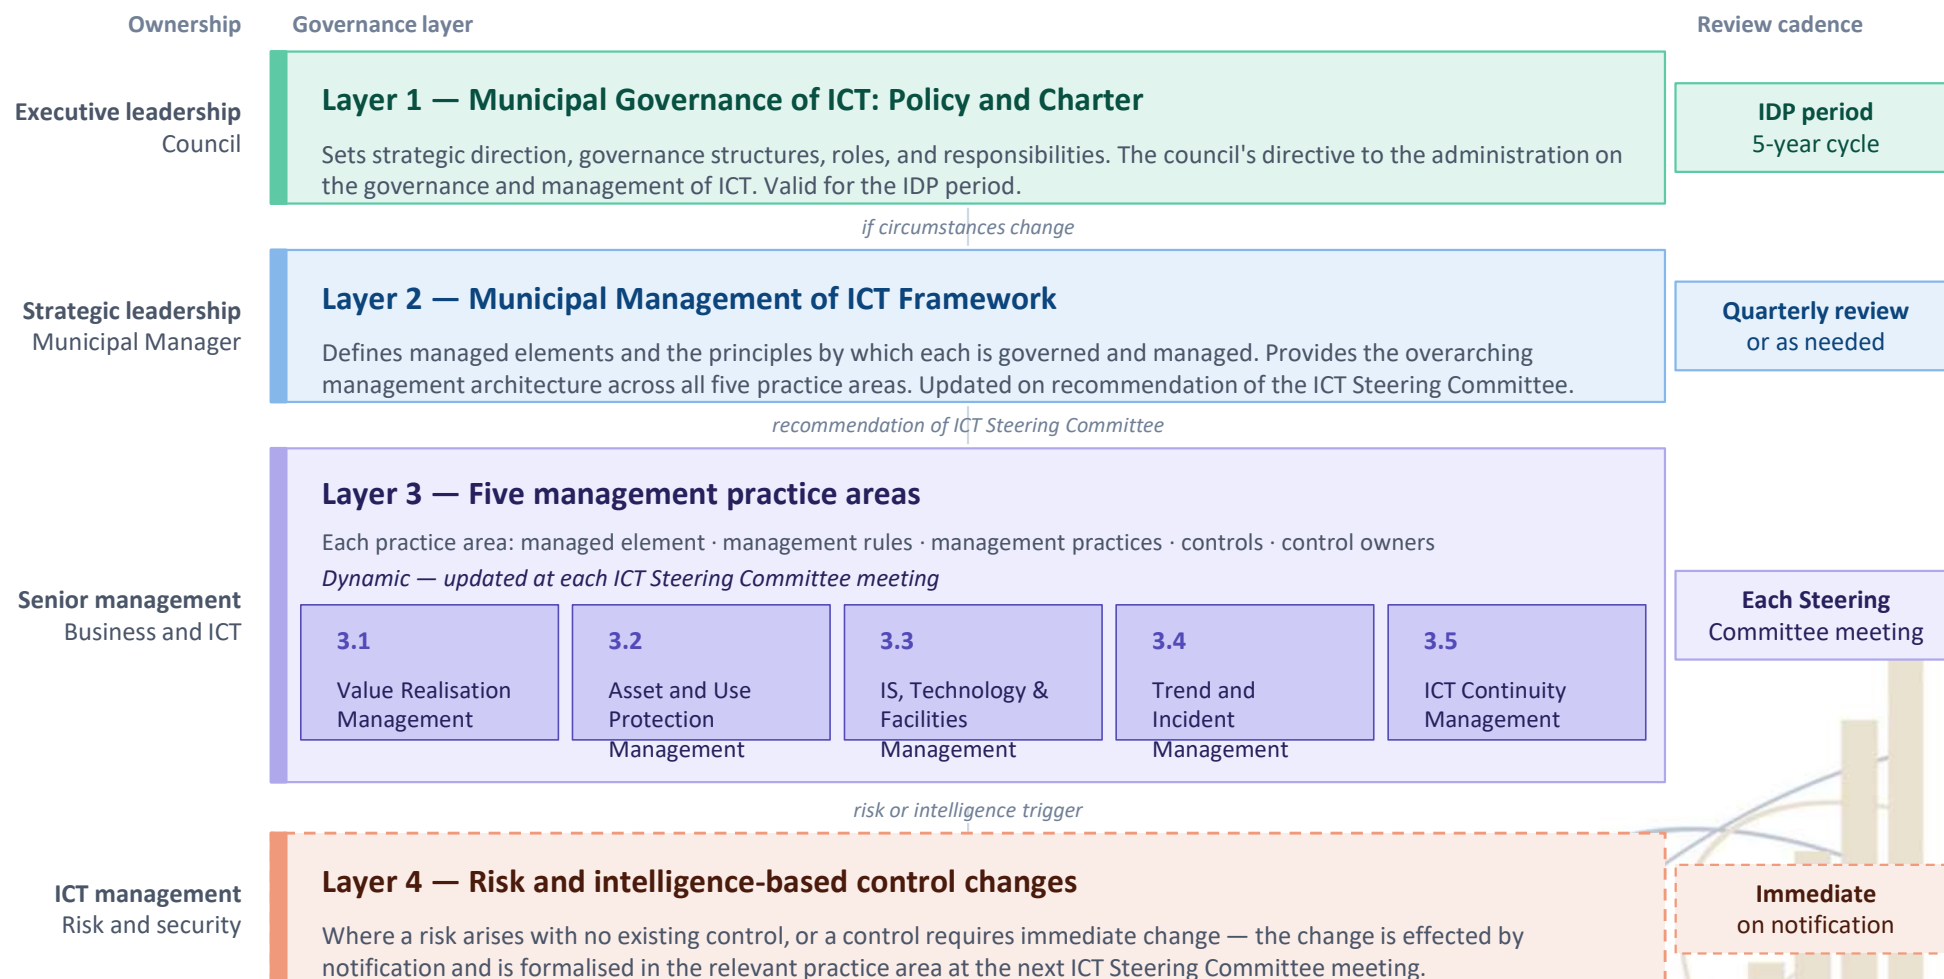 Ownership
Governance layer
Review cadence
Executive leadership
Council
Layer 1 — Municipal Governance of ICT: Policy and Charter
Sets strategic direction, governance structures, roles, and responsibilities. The council's directive to the administration on
the governance and management of ICT. Valid for the IDP period.
IDP period
5-year cycle
if circumstances change
Strategic leadership
Municipal Manager
Layer 2 — Municipal Management of ICT Framework
Defines managed elements and the principles by which each is governed and managed. Provides the overarching
management architecture across all five practice areas. Updated on recommendation of the ICT Steering Committee.
Quarterly review
or as needed
recommendation of ICT Steering Committee
Senior management
Business and ICT
Layer 3 — Five management practice areas
Each practice area: managed element · management rules · management practices · controls · control owners
Dynamic — updated at each ICT Steering Committee meeting
3.1
Value Realisation
Management
3.2
Asset and Use
Protection
Management
3.3
IS, Technology &
Facilities
Management
3.4
Trend and
Incident
Management
3.5
ICT Continuity
Management
Each Steering
Committee meeting
risk or intelligence trigger
ICT management
Risk and security
Layer 4 — Risk and intelligence-based control changes
Where a risk arises with no existing control, or a control requires immediate change — the change is effected by
notification and is formalised in the relevant practice area at the next ICT Steering Committee meeting.
Immediate
on notification